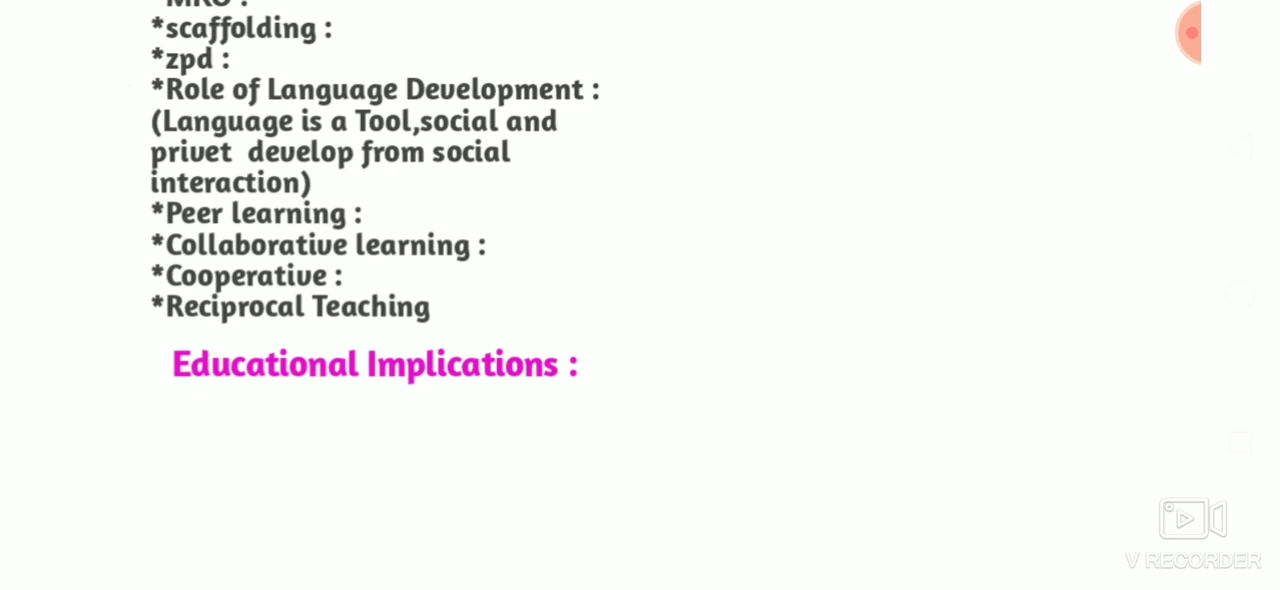 *MKO :
*scaffolding :
*zpd :
*Role of Language Development :
(Language is a Tool,social and
privet develop from social
interaction)
*Peer learning :
*Collaborative learning :
*Cooperative :
*Reciprocal Teaching
Educational Implications :
V RECORDER